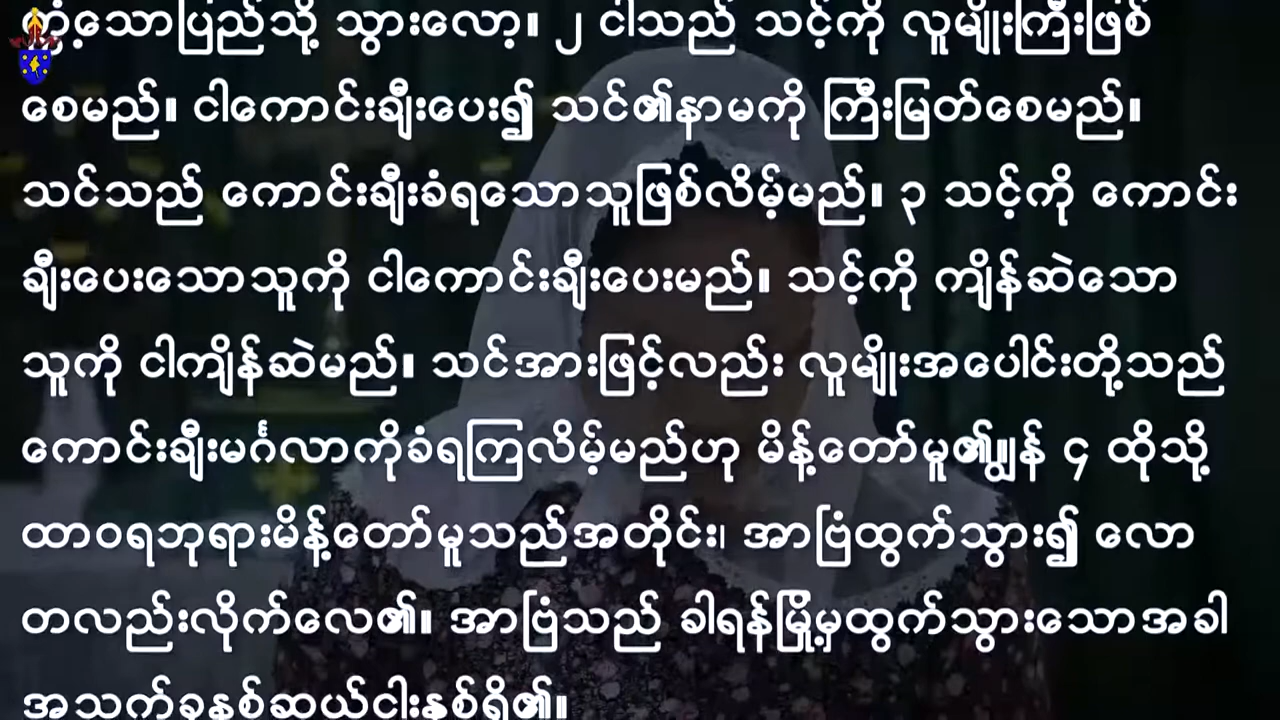 တံ့သောပြည်သို့ သွားလော့။ ၂ ငါသည် သင့်ကို လူမျိုးကြီးဖြစ်
စေမည်။ ငါကောင်းချီးပေး၍ သင်၏နာမကို ကြီးမြတ်စေမည်။
သင်သည် ကောင်းချီးခံရသောသူဖြစ်လိမ့်မည်။ ၃ သင့်ကို ကောင်း
ချီးပေးသောသူကို ငါကောင်းချီးပေးမည်။ သင့်ကို ကျိန်ဆဲသော
သူကို ငါကျိန်ဆဲမည်။ သင်အားဖြင့်လည်း လူမျိုးအပေါင်းတို့သည်
ကောင်းချီးမင်္ဂလာကိုခံရကြလိမ့်မည်ဟု မိန့်တော်မူ၏။ ၄ ထိုသို့
ထာဝရဘုရားမိန့်တော်မူသည်အတိုင်း၊ အာဗြံထွက်သွား၍ လော
တလည်းလိုက်လေ၏။ အာဗြံသည် ခါရန်မြို့မှထွက်သွားသောအခါ
အသက်ခုနစ်ဆယ်ငါးနှစ်ရှိ၏။